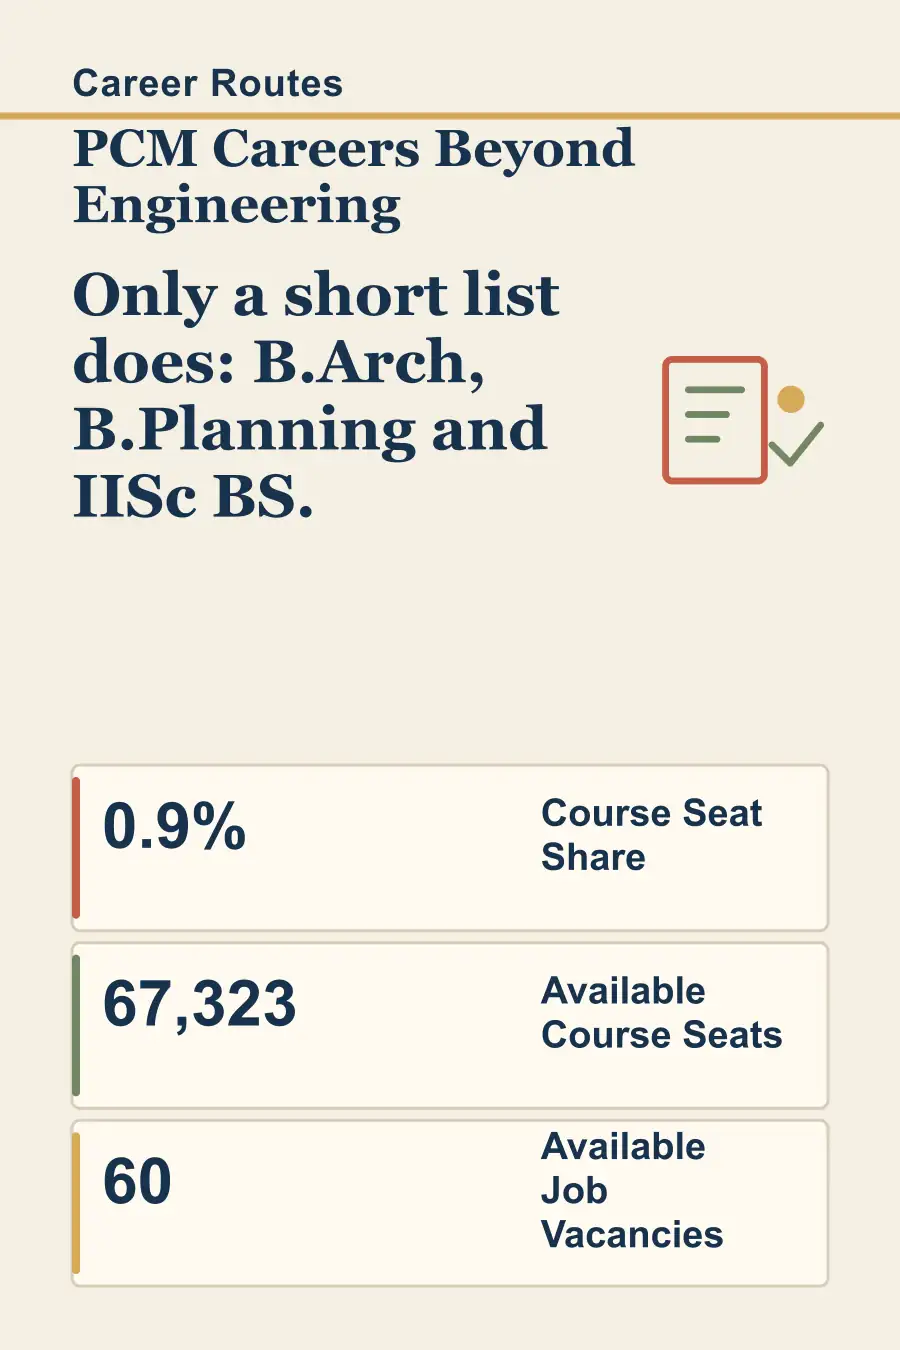 Career Routes
PCM Careers Beyond
Engineering
Only a short list
does: B.Arch,
B.Planning and
IISc BS.
0.9%
Course Seat
Share
67,323
Available
Course Seats
60
Available
Job
Vacancies